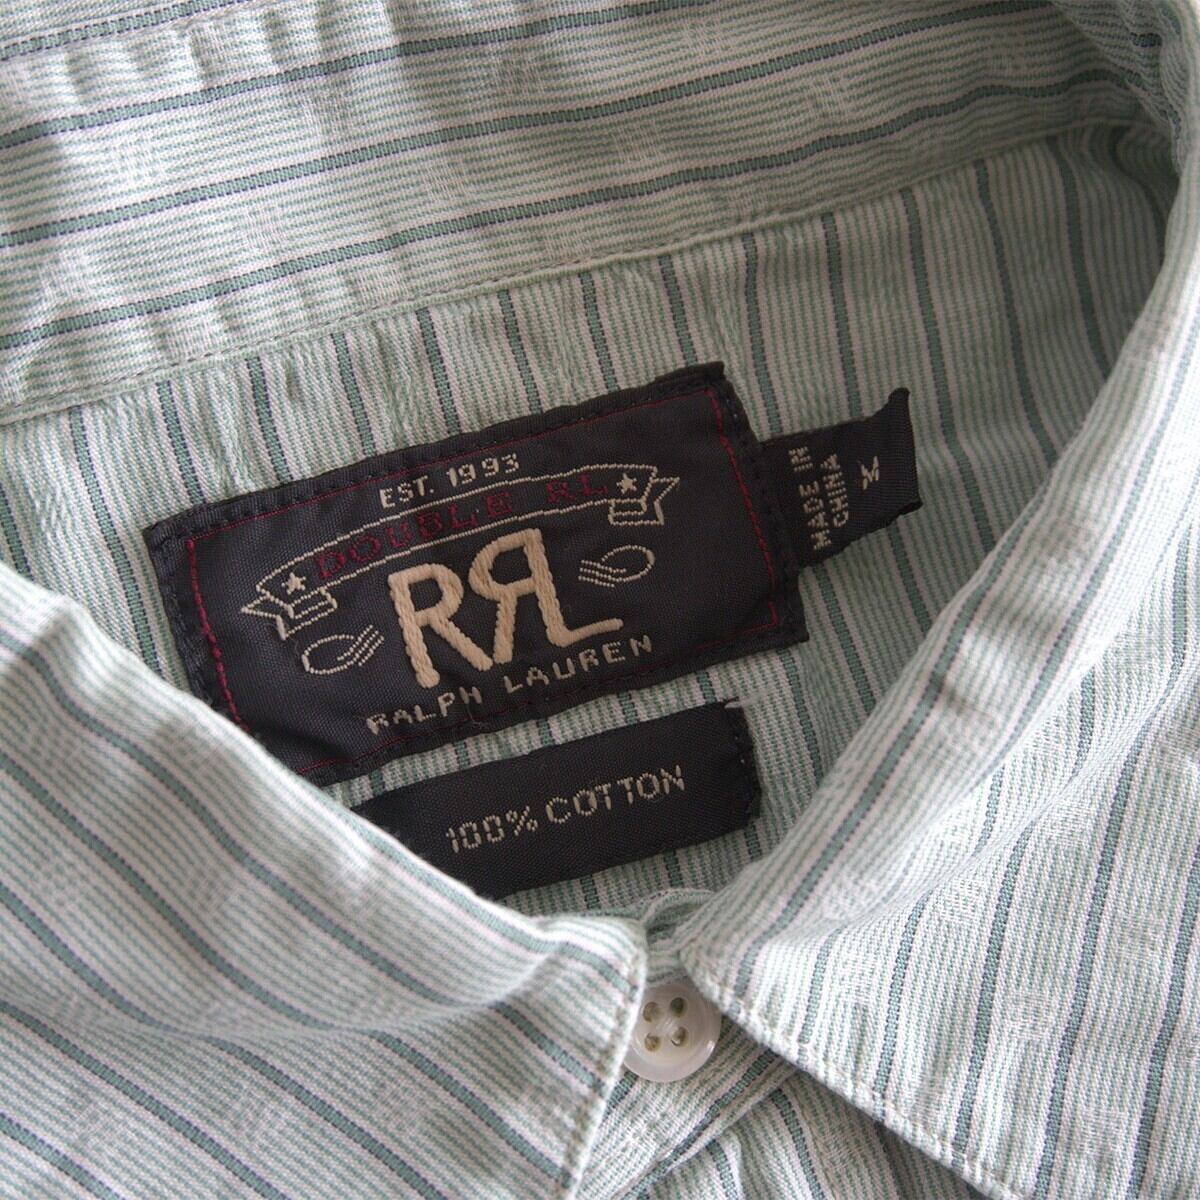 EST. 1993
DOUBLE RL
RRL
RALPH LAUREN
MADE IN
CHINA
M
100% COTTON